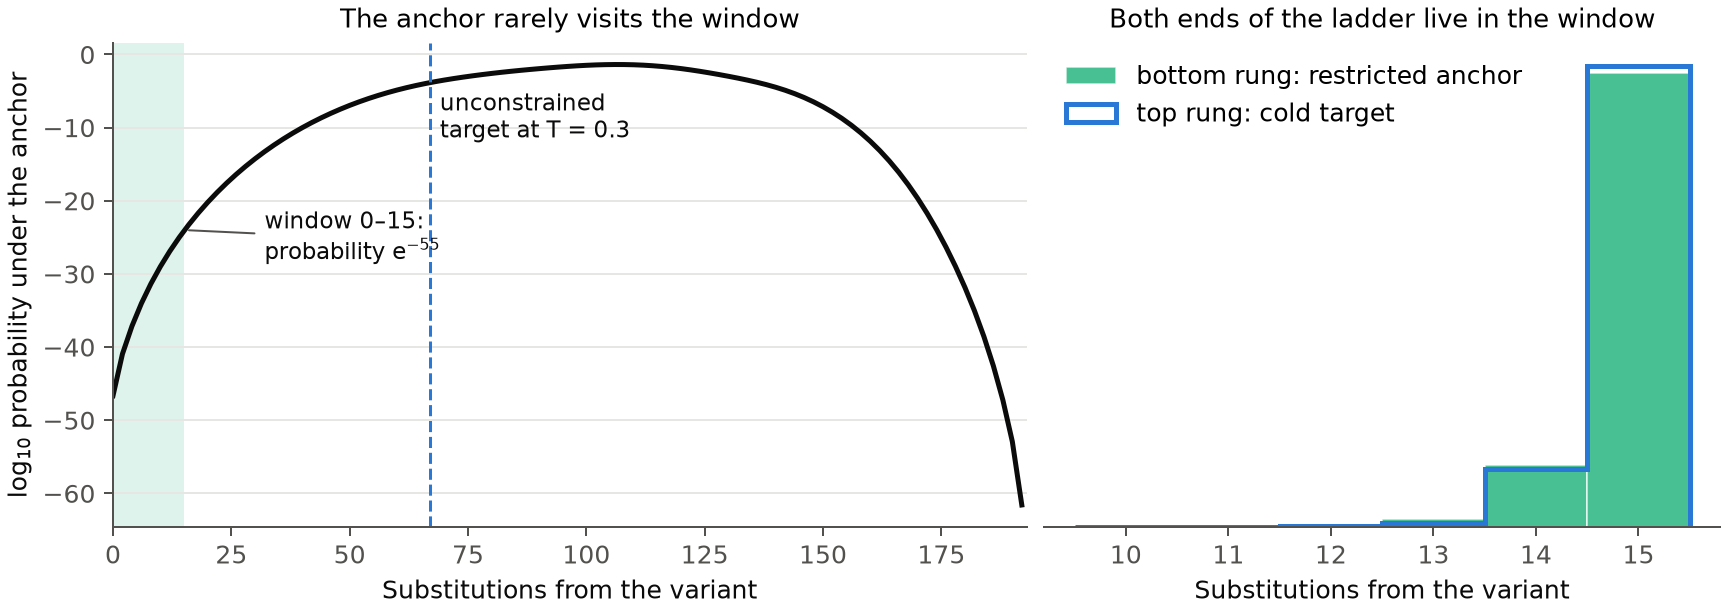 The anchor rarely visits the window
log₁₀ probability under the anchor
0
−10
−20
−30
−40
−50
−60
unconstrained
target at T = 0.3
window 0–15:
probability e⁻⁵⁵
0 25 50 75 100 125 150 175
Substitutions from the variant
Both ends of the ladder live in the window
bottom rung: restricted anchor
top rung: cold target
10 11 12 13 14 15
Substitutions from the variant